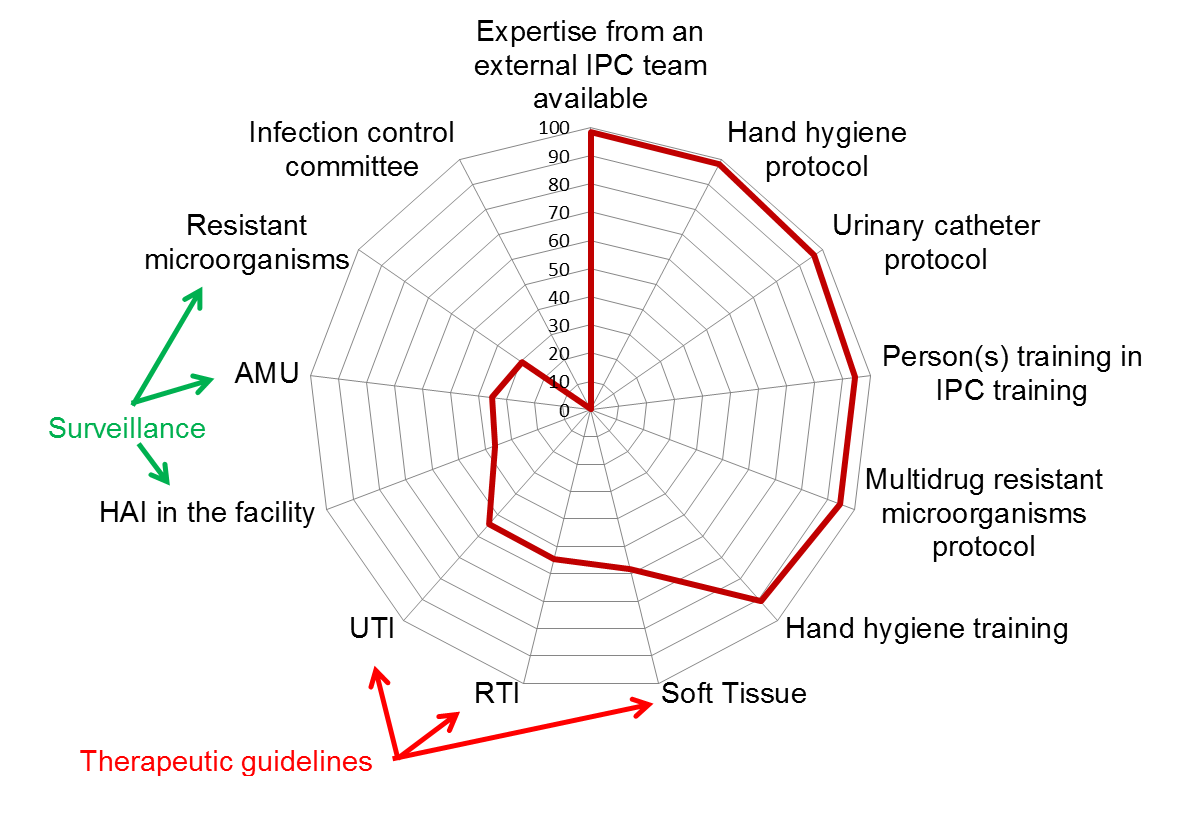 Expertise from an
external IPC team
available
Infection control
committee
Hand hygiene
protocol
Resistant
microorganisms
Urinary catheter
protocol
100
90
80
70
60
50
40
30
20
10
0
AMU
Person(s) training in
IPC training
Surveillance
HAI in the facility
Multidrug resistant
microorganisms
protocol
UTI
Hand hygiene training
RTI
Soft Tissue
Therapeutic guidelines